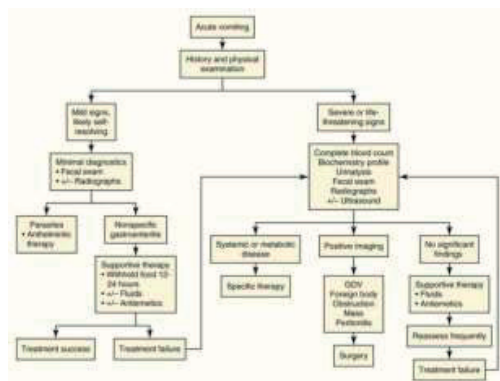 Acute vomiting
History and physical
examination
Mild signs,
likely self-
resolving
Severe or life-
threatening signs
Minimal diagnostics
• Fecal exam
• +/– Radiographs
Complete blood count
Biochemistry profile
Urinalysis
Fecal exam
Radiographs
+/– Ultrasound
Parasites
• Anthelmintic
therapy
Nonspecific
gastroenteritis
Systemic or metabolic
disease
Positive imaging
No significant
findings
Supportive therapy
• Withhold food 12–
24 hours
• +/– Fluids
• +/– Antiemetics
Specific therapy
GDV
Foreign body
Obstruction
Mass
Peritonitis
Supportive therapy
• Fluids
• Antiemetics
Treatment success
Treatment failure
Surgery
Reassess frequently
Treatment failure